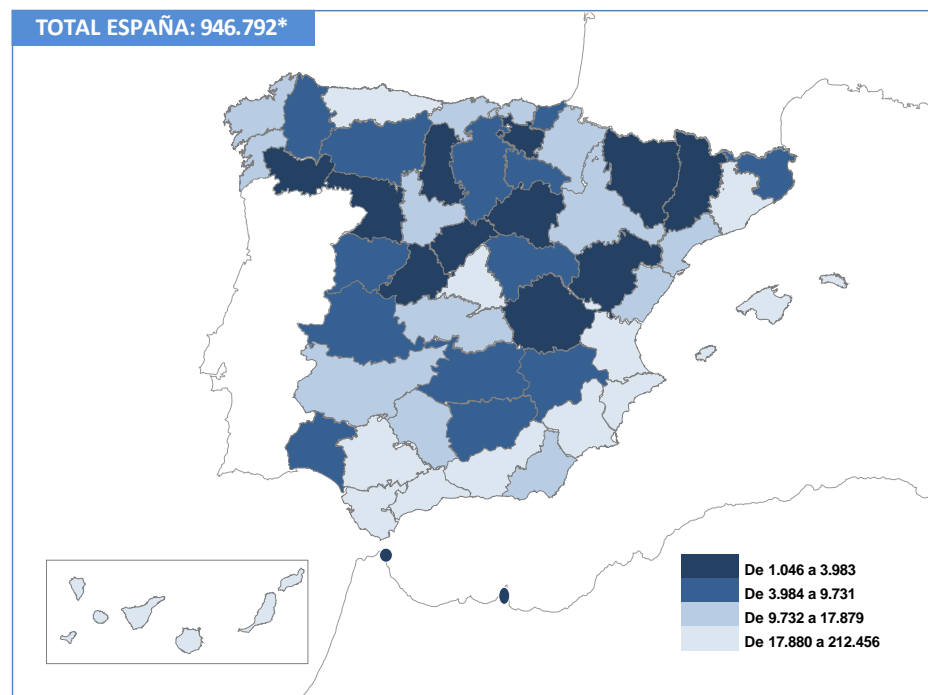 TOTAL ESPAÑA: 946.792*
De 1.046 a 3.983
De 3.984 a 9.731
De 9.732 a 17.879
De 17.880 a 212.456